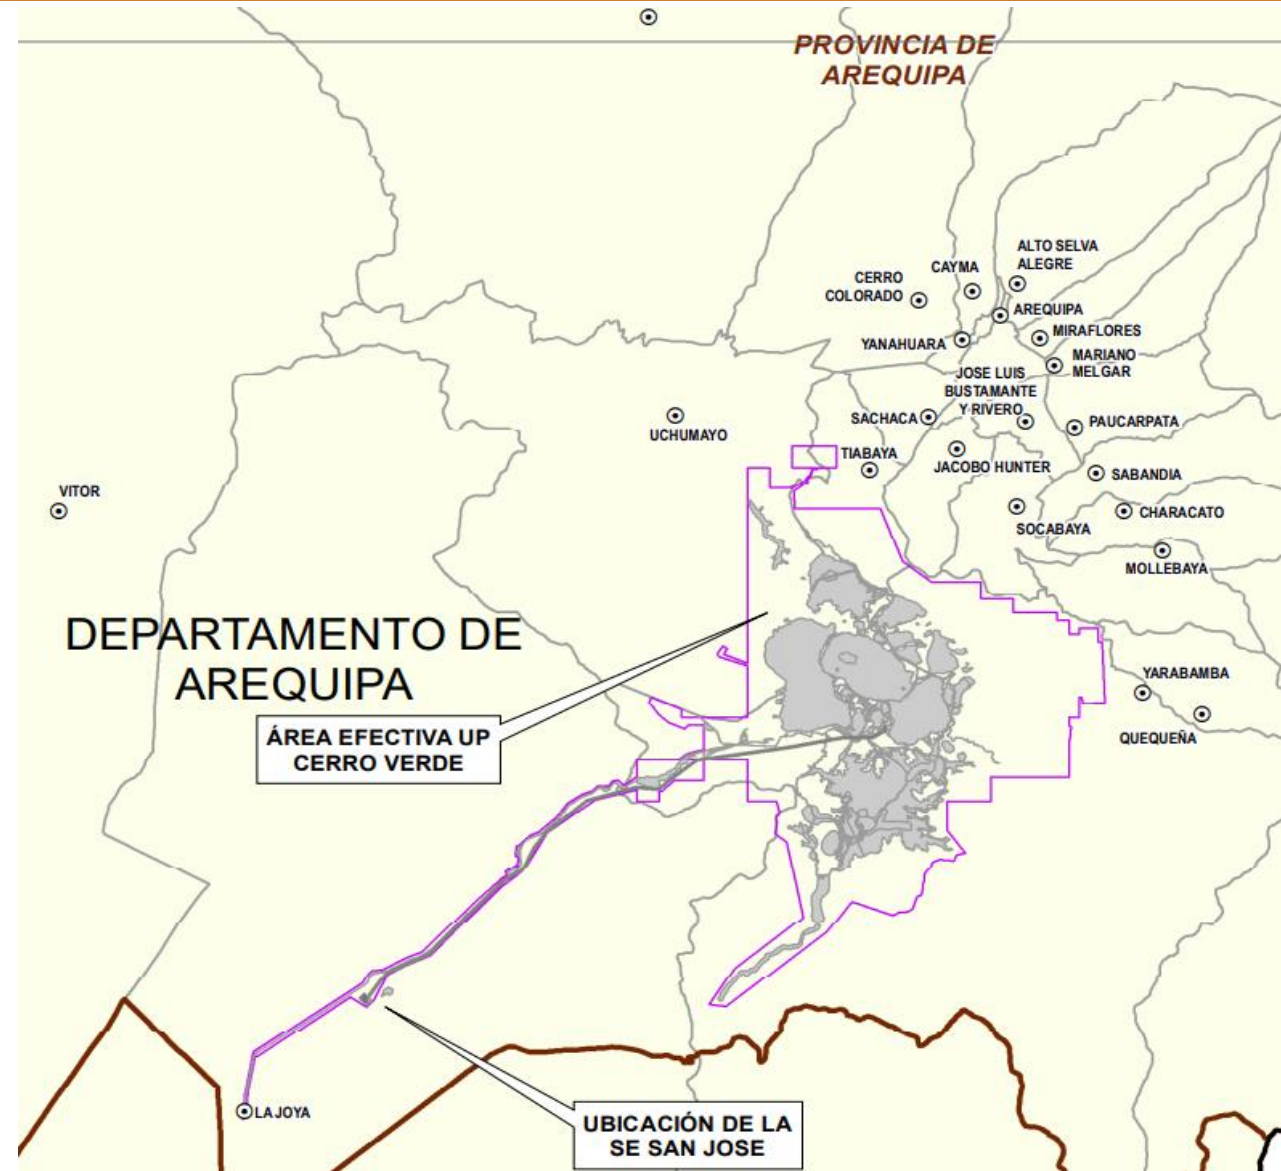 PROVINCIA DE
AREQUIPA
ALTO SELVA
ALEGRE
CAYMA
CERRO
COLORADO
AREQUIPA
MIRAFLORES
YANAHUARA
MARIANO
MELGAR
JOSE LUIS
BUSTAMANTE
Y RIVERO
SACHACA
PAUCARPATA
UCHUMAYO
TIABAYA
JACOBO HUNTER
SABANDIA
VITOR
CHARACATO
SOCABAYA
MOLLEBAYA
DEPARTAMENTO DE
AREQUIPA
YARABAMBA
QUEQUEÑA
ÁREA EFECTIVA UP
CERRO VERDE
LA JOYA
UBICACIÓN DE LA
SE SAN JOSE